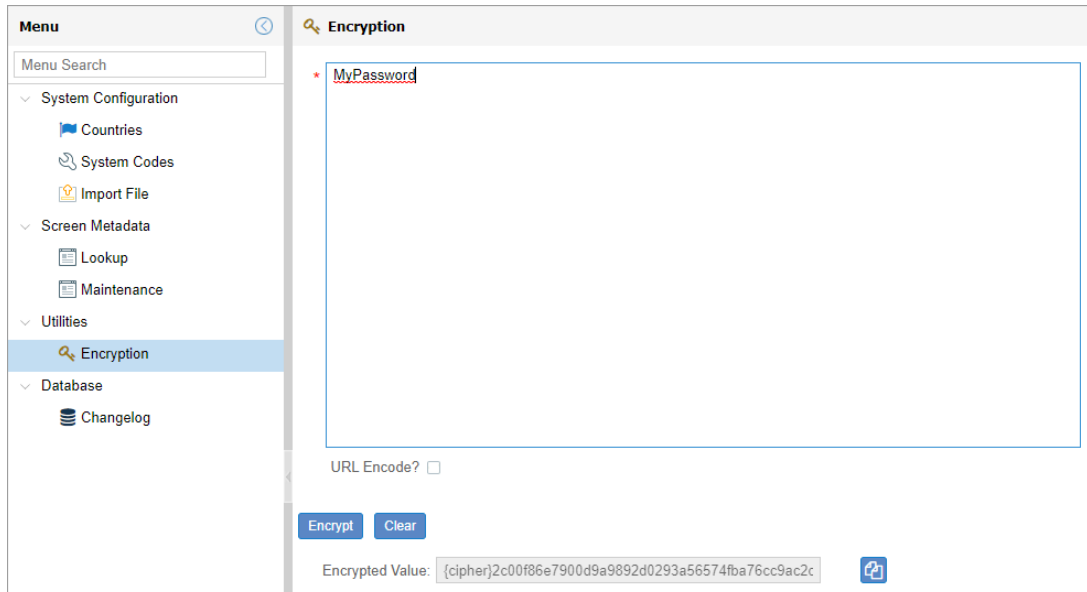 Menu
Menu Search
System Configuration
Countries
System Codes
Import File
Screen Metadata
Lookup
Maintenance
Utilities
Encryption
Database
Changelog
Encryption
* MyPassword
URL Encode?
Encrypt Clear
Encrypted Value: {cipher}2c00f86e7900d9a9892d0293a56574fba76cc9ac2c